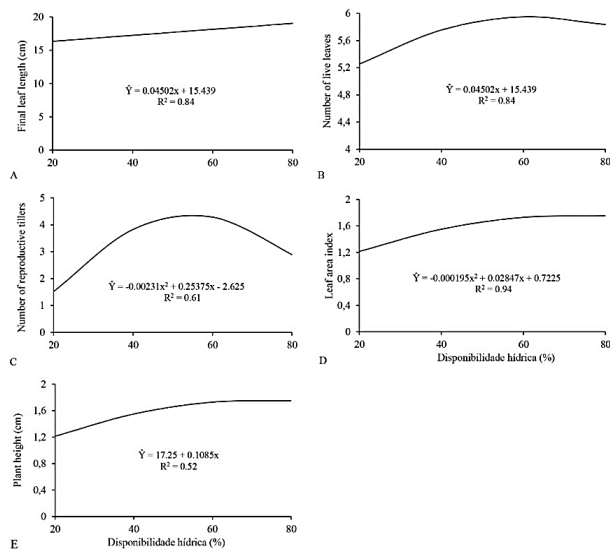 Final leaf length (cm)
20
15
10
5
0
Ŷ = 0.04502x + 15.439
R² = 0.84
20 40 60 80
A
Number of live leaves
6
5,6
5,2
4,8
4,4
4
Ŷ = 0.04502x + 15.439
R² = 0.84
20 40 60 80
B
Number of reproductive tillers
5
4
3
2
1
0
Ŷ = -0.00231x² + 0.25375x - 2.625
R² = 0.61
20 40 60 80
C
Leaf area index
2
1,6
1,2
0,8
0,4
0
Ŷ = -0.000195x² + 0.02847x + 0.7225
R² = 0.94
20 40 60 80
D
Disponibilidade hídrica (%)
Plant height (cm)
2
1,6
1,2
0,8
0,4
0
Ŷ = 17.25 + 0.1085x
R² = 0.52
20 40 60 80
E
Disponibilidade hídrica (%)